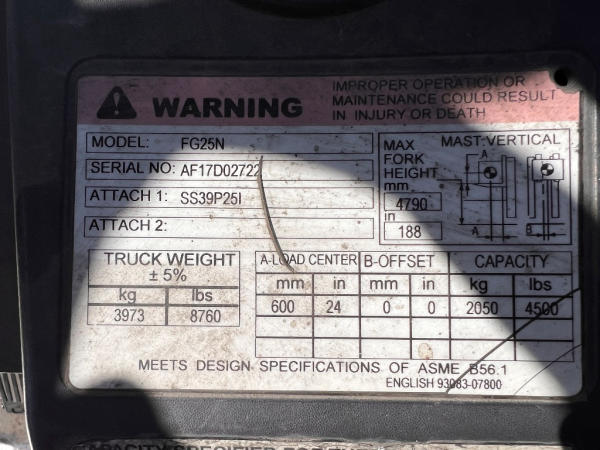 WARNING
IMPROPER OPERATION OR
MAINTENANCE COULD RESULT
IN INJURY OR DEATH
MODEL: FG25N
SERIAL NO: AF17D02722
ATTACH 1: SS39P25I
ATTACH 2:
MAX
FORK
HEIGHT
mm
4790
in
188
MAST:VERTICAL
A
A
B
TRUCK WEIGHT
± 5%
kg lbs
3973 8760
A-LOAD CENTER B-OFFSET CAPACITY
mm in mm in kg lbs
600 24 0 0 2050 4500
MEETS DESIGN SPECIFICATIONS OF ASME B56.1
ENGLISH 93083-07800